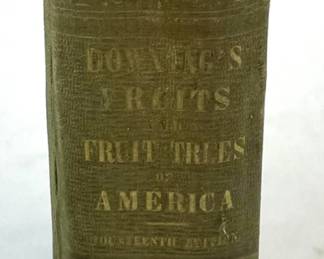 DOWNING'S
FRUITS
AND
FRUIT TREES
OF
AMERICA
FOURTEENTH EDITION